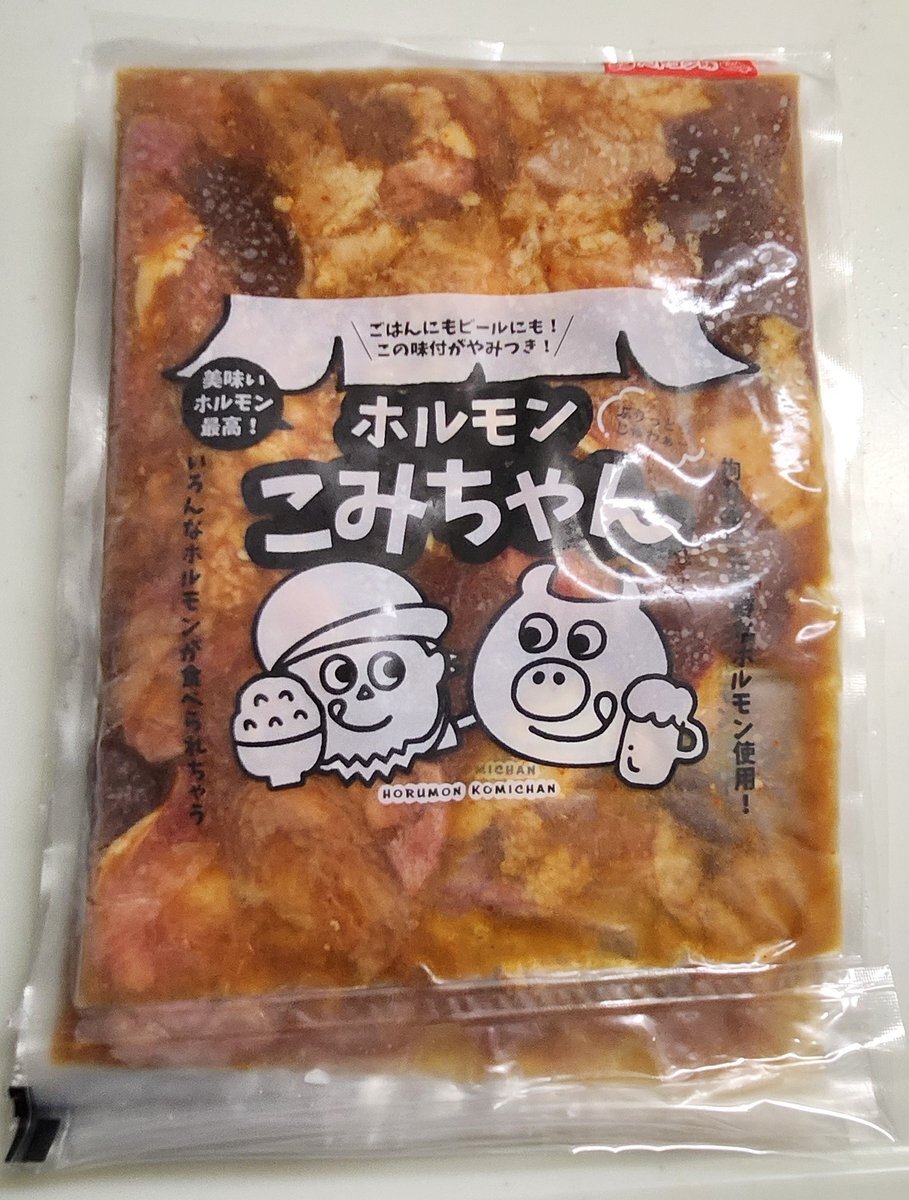 ごはんにもビールにも！
この味付がやみつき！
美味い
ホルモン
最高！
ホルモン
こみちゃん
いろんなホルモンが食べられちゃう
ホルモン使用！
MICHAN
HORUMON KOMICHAN